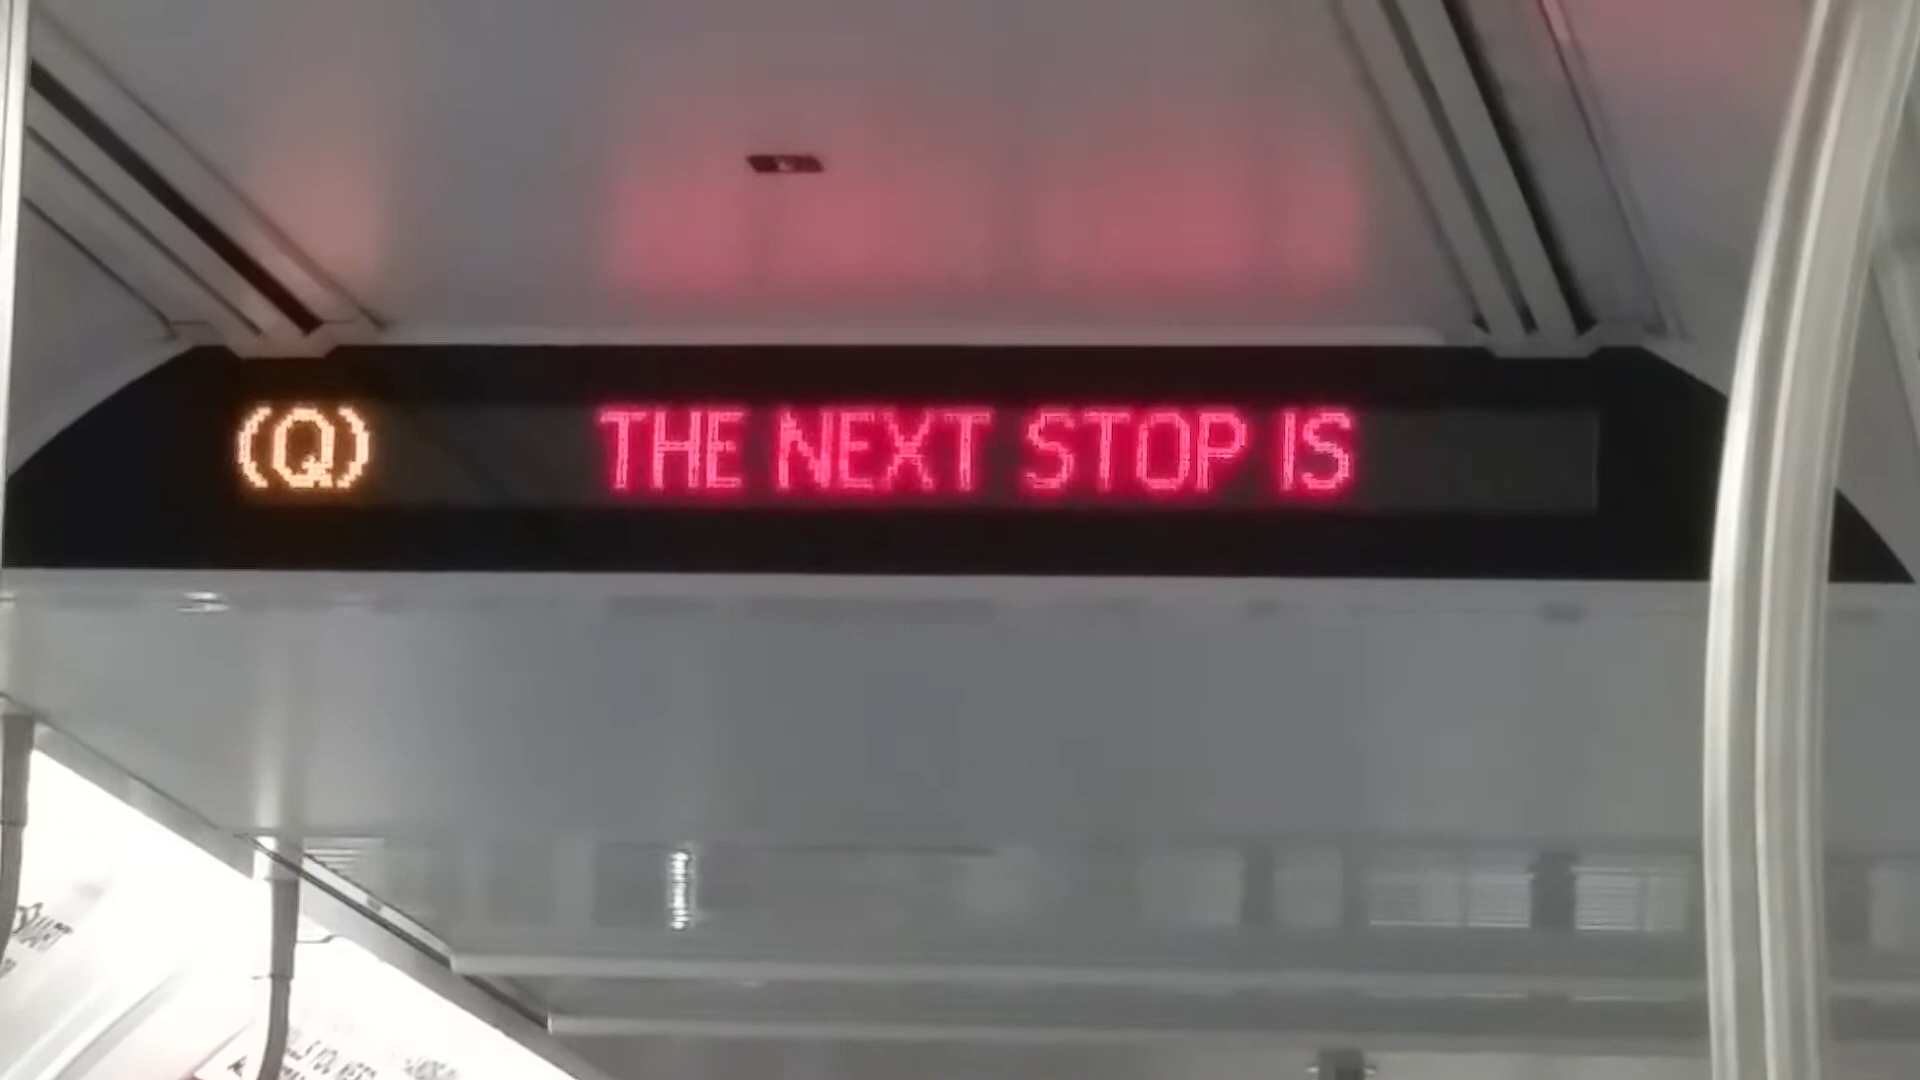 (Q) THE NEXT STOP IS